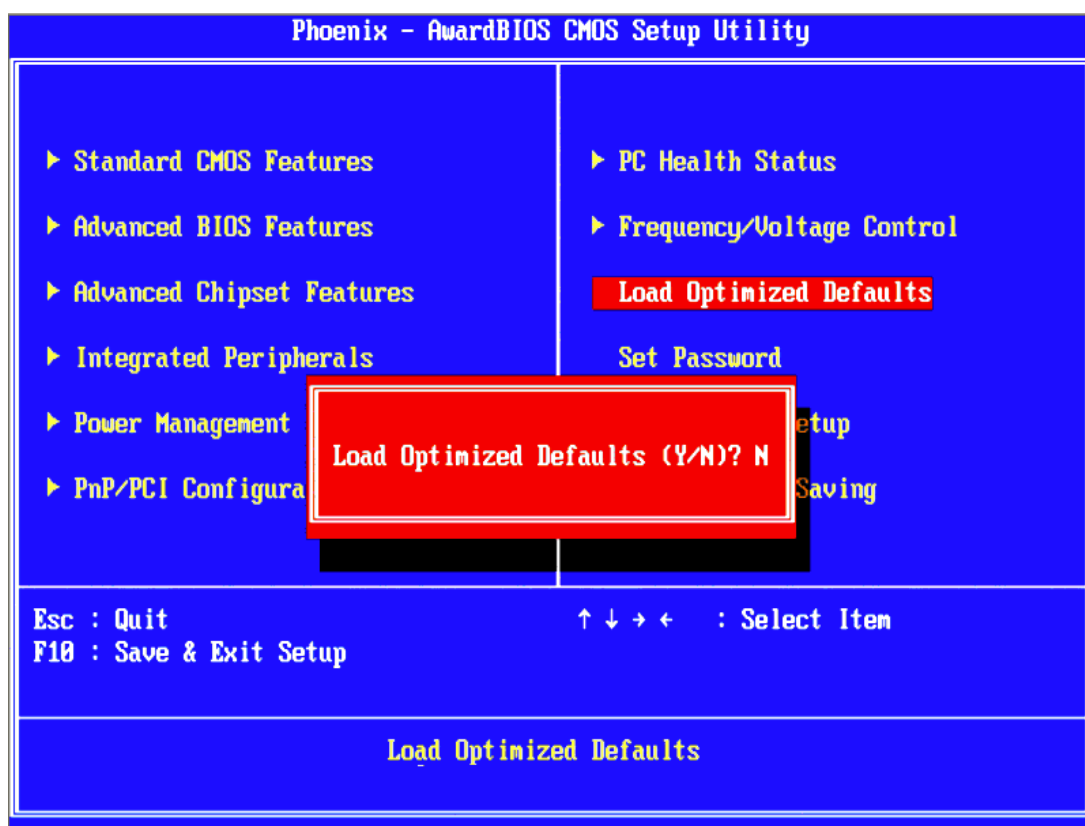 Phoenix - AwardBIOS CMOS Setup Utility
▶ Standard CMOS Features
▶ Advanced BIOS Features
▶ Advanced Chipset Features
▶ Integrated Peripherals
▶ Power Management
▶ PnP/PCI Configura
▶ PC Health Status
▶ Frequency/Voltage Control
Load Optimized Defaults
Set Password
etup
Saving
Load Optimized Defaults (Y/N)? N
Esc : Quit
F10 : Save & Exit Setup
↑ ↓ → ← : Select Item
Load Optimized Defaults